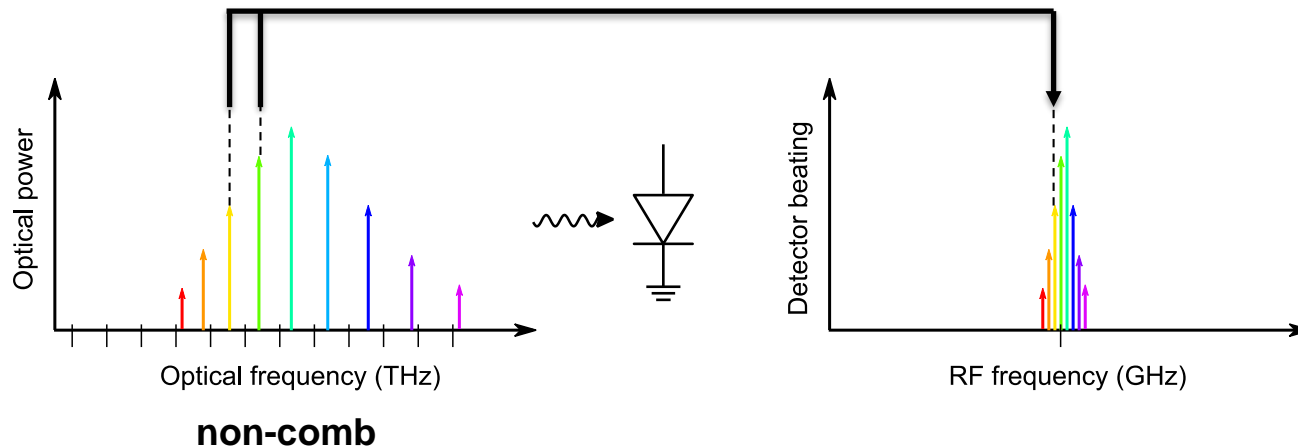 Optical power
Detector beating
Optical frequency (THz)
RF frequency (GHz)
non-comb